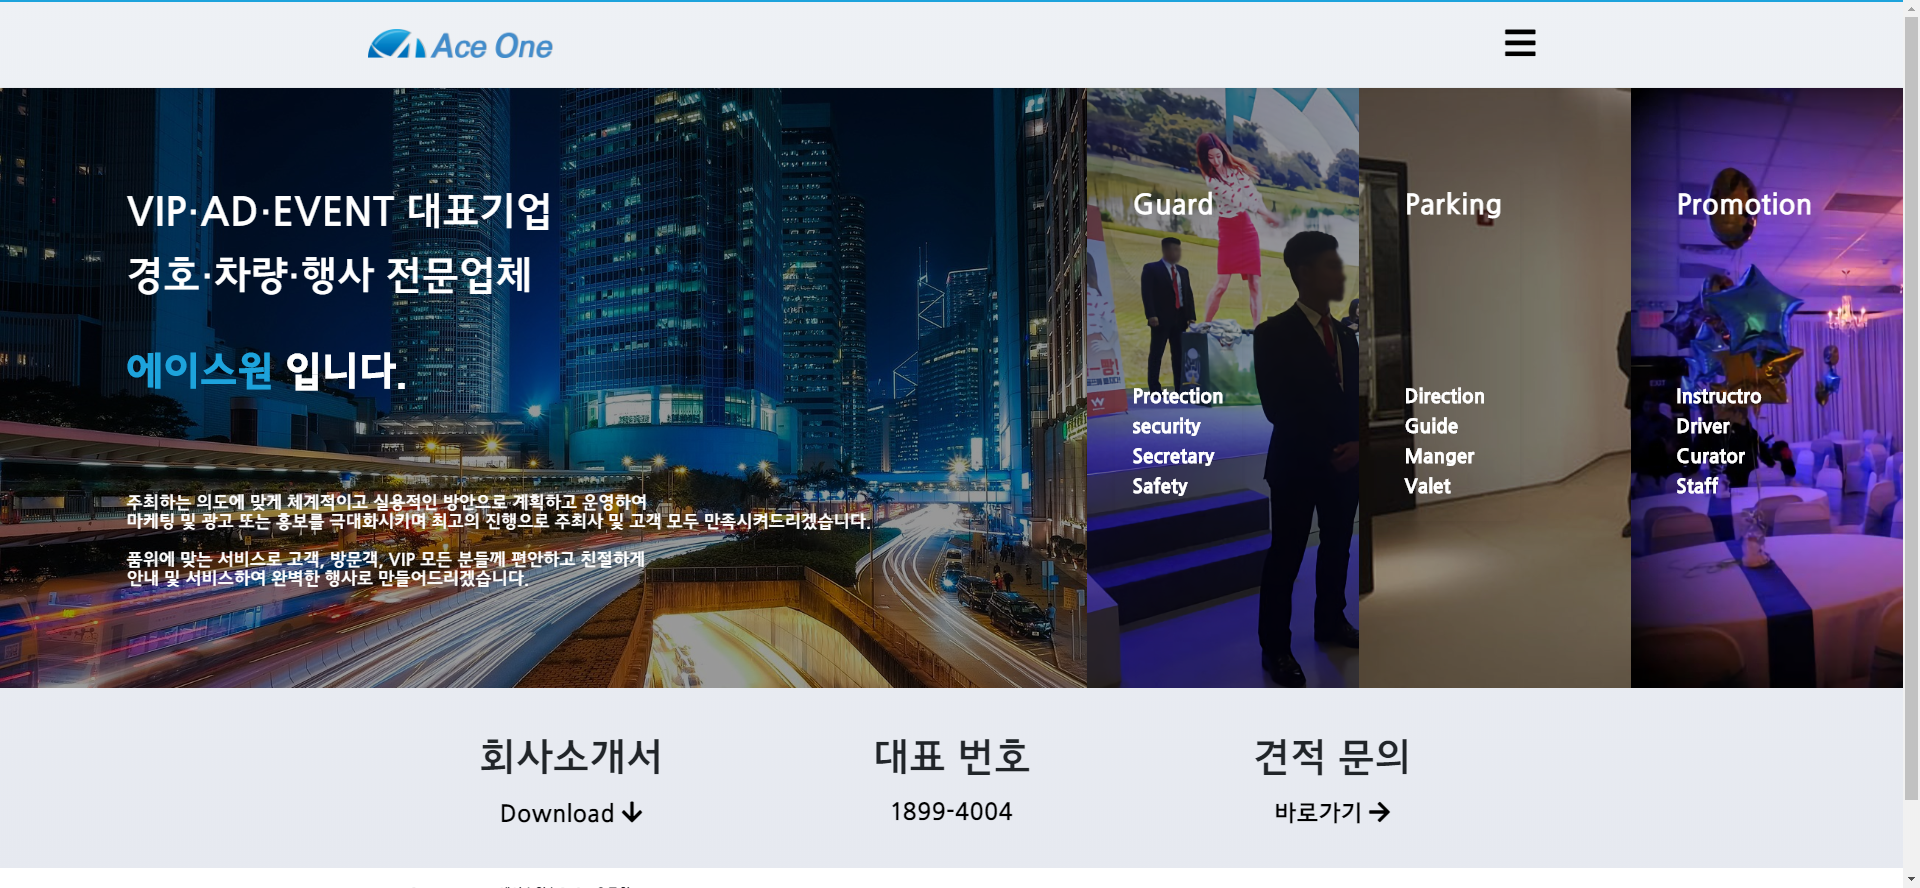 Ace One
VIP·AD·EVENT 대표기업
경호·차량·행사 전문업체
에이스원 입니다.
주최하는 의도에 맞게 체계적이고 실용적인 방안으로 계획하고 운영하여
마케팅 및 광고 또는 홍보를 극대화시키며 최고의 진행으로 주최사 및 고객 모두 만족시켜드리겠습니다.
품위에 맞는 서비스로 고객, 방문객, VIP 모든 분들께 편안하고 친절하게
안내 및 서비스하여 완벽한 행사로 만들어드리겠습니다.
Guard
Protection
security
Secretary
Safety
Parking
Direction
Guide
Manger
Valet
Promotion
EXIT
Instructro
Driver
Curator
Staff
회사소개서
Download
대표 번호
1899-4004
견적 문의
바로가기